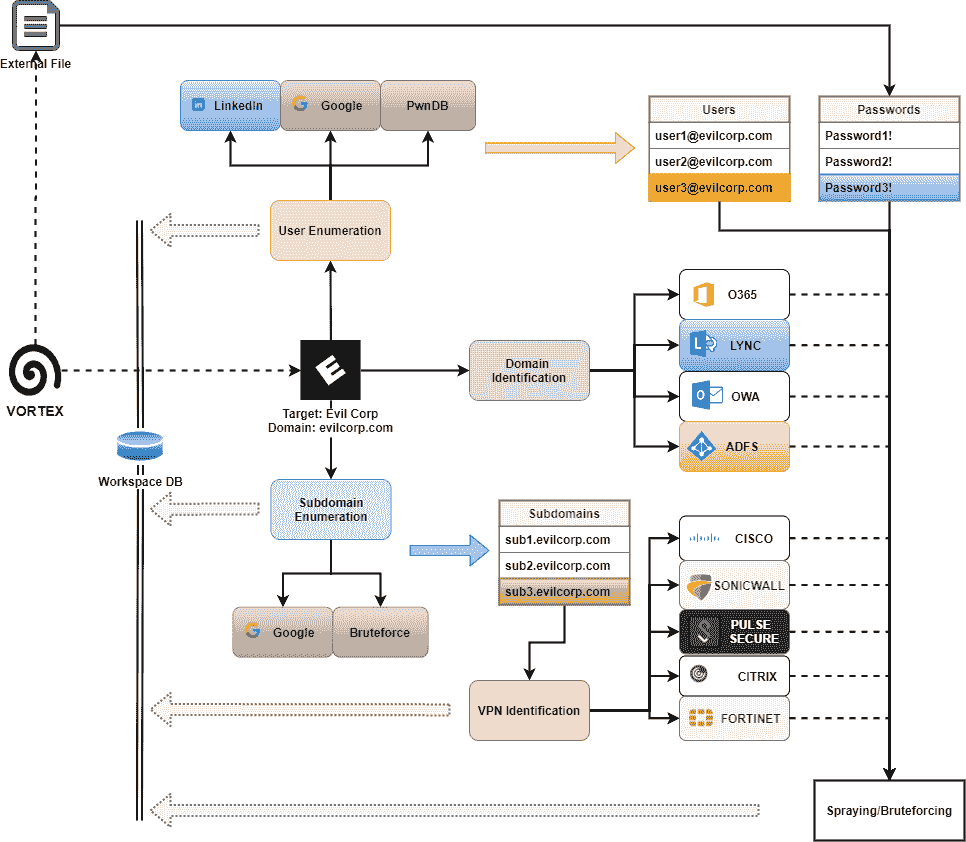 External File
LinkedIn
Google
PwnDB
Users
user1@evilcorp.com
user2@evilcorp.com
user3@evilcorp.com
Passwords
Password1!
Password2!
Password3!
User Enumeration
VORTEX
Target: Evil Corp
Domain: evilcorp.com
Domain
Identification
O365
LYNC
OWA
ADFS
Workspace DB
Subdomain
Enumeration
Subdomains
sub1.evilcorp.com
sub2.evilcorp.com
sub3.evilcorp.com
Google
Bruteforce
VPN Identification
CISCO
SONICWALL
PULSE
SECURE
CITRIX
FORTINET
Spraying/Bruteforcing